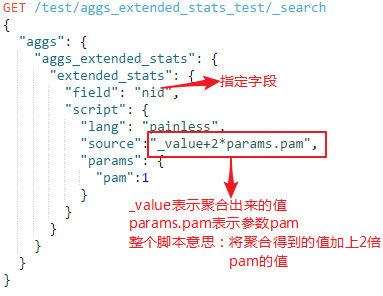 GET /test/aggs_extended_stats_test/_search
{
"aggs": {
"aggs_extended_stats": {
"extended_stats": {
"field": "nid", 指定字段
"script": {
"lang": "painless",
"source":"_value+2*params.pam",
"params": {
"pam":1
}
}
}
}
}
}
_value表示聚合出来的值
params.pam表示参数pam
整个脚本意思：将聚合得到的值加上2倍
pam的值